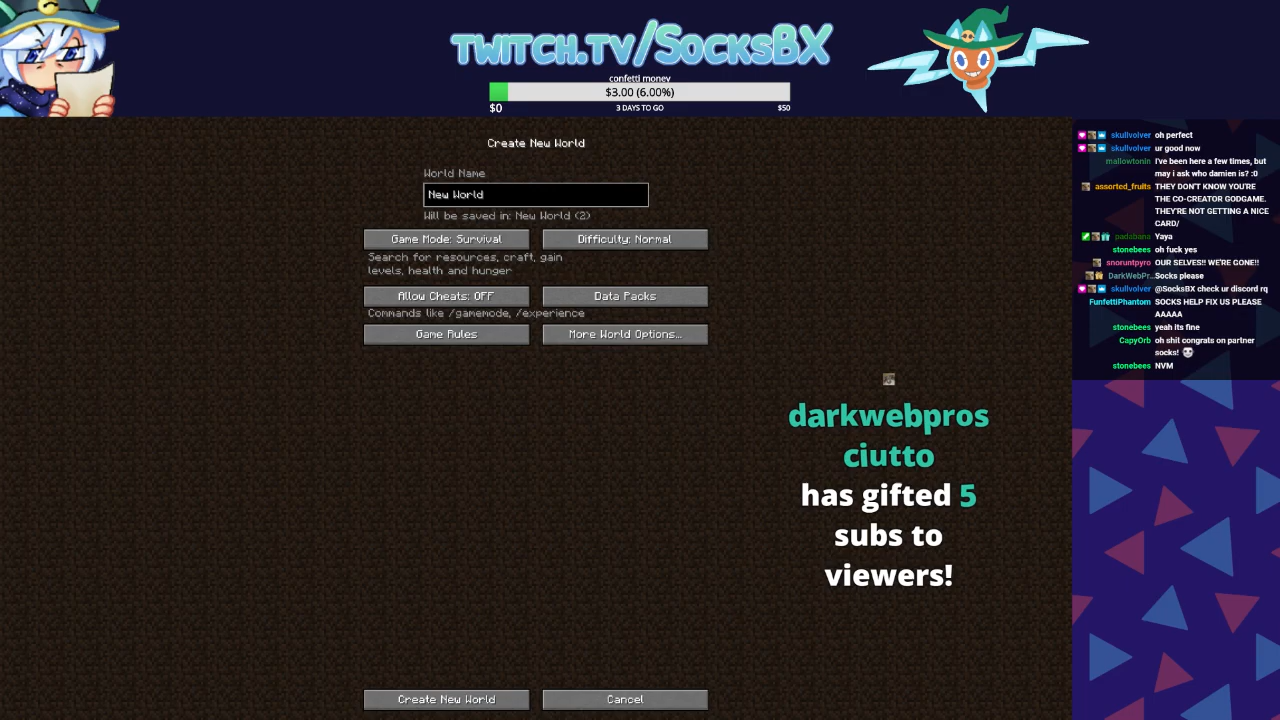 TWITCH.TV/SOCKSBX
confetti money
$3.00 (6.00%)
$0
3 DAYS TO GO
$50
Create New World
World Name
New World
Will be saved in: New World (2)
Game Mode: Survival
Difficulty: Normal
Search for resources, craft, gain
levels, health and hunger
Allow Cheats: OFF
Data Packs
Commands like /gamemode, /experience
Game Rules
More World Options...
darkwebpros
ciutto
has gifted 5
subs to
viewers!
Create New World
Cancel
skullvolver oh perfect
skullvolver ur good now
mallowtonin I've been here a few times, but
may i ask who damien is? :0
assorted_fruits THEY DON'T KNOW YOU'RE
THE CO-CREATOR GODGAME.
THEY'RE NOT GETTING A NICE
CARD/
padabana Yaya
stonebees oh fuck yes
snoruntpyro OUR SELVES!! WE'RE GONE!!
DarkWebPr... Socks please
skullvolver @SocksBX check ur discord rq
FunfettiPhantom SOCKS HELP FIX US PLEASE
AAAAA
stonebees yeah its fine
CapyOrb oh shit congrats on partner
socks!
stonebees NVM